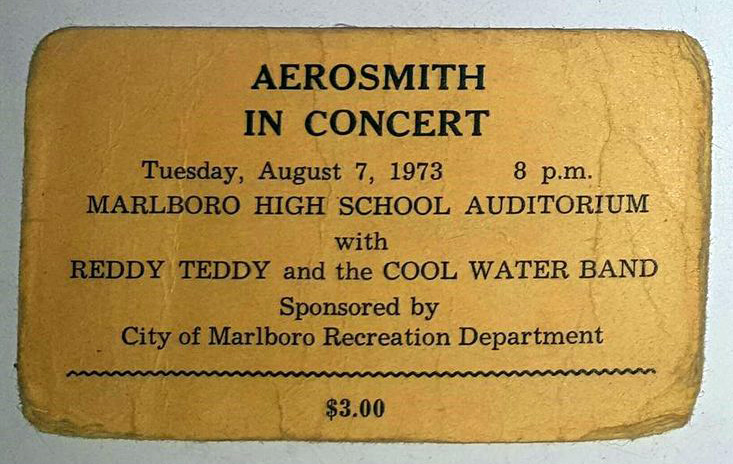 AEROSMITH
IN CONCERT
Tuesday, August 7, 1973 8 p.m.
MARLBORO HIGH SCHOOL AUDITORIUM
with
REDDY TEDDY and the COOL WATER BAND
Sponsored by
City of Marlboro Recreation Department
$3.00